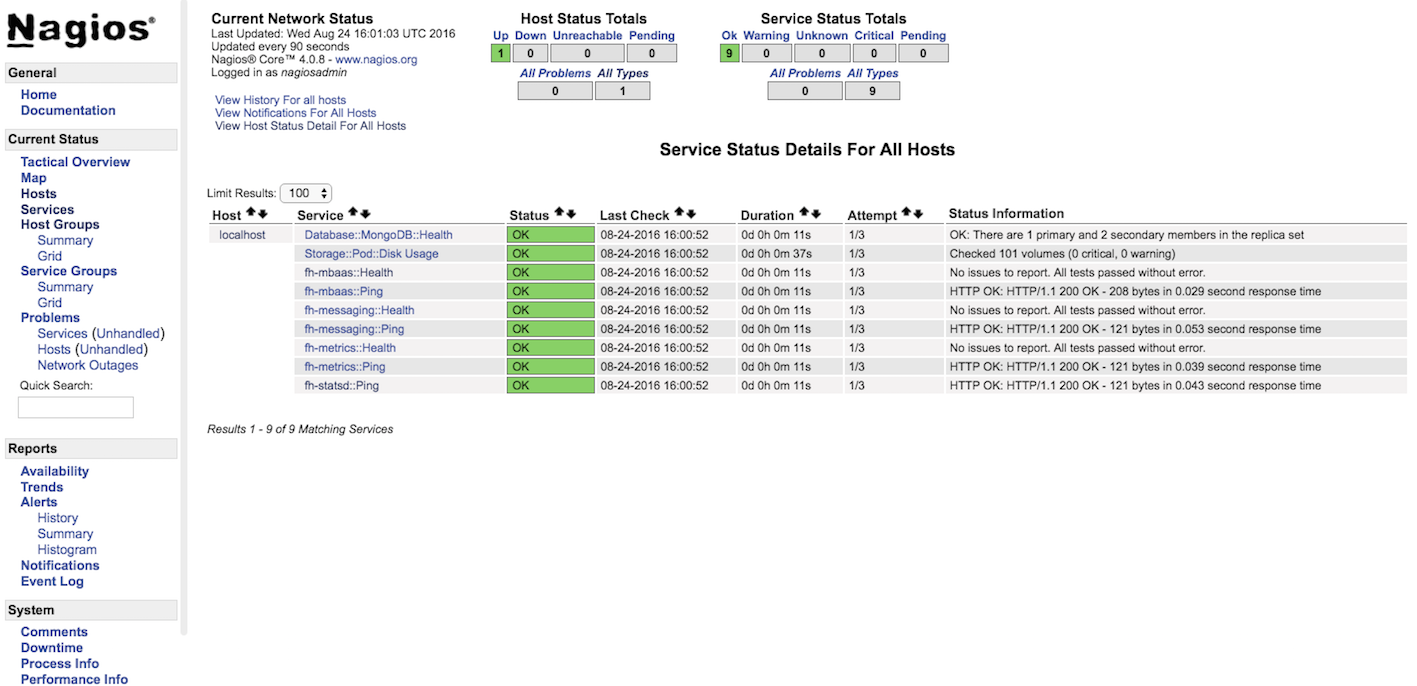 Nagios®
General
Home
Documentation
Current Status
Tactical Overview
Map
Hosts
Services
Host Groups
Summary
Grid
Service Groups
Summary
Grid
Problems
Services (Unhandled)
Hosts (Unhandled)
Network Outages
Quick Search:
Reports
Availability
Trends
Alerts
History
Summary
Histogram
Notifications
Event Log
System
Comments
Downtime
Process Info
Performance Info
Current Network Status
Last Updated: Wed Aug 24 16:01:03 UTC 2016
Updated every 90 seconds
Nagios® Core™ 4.0.8 - www.nagios.org
Logged in as nagiosadmin
View History For all hosts
View Notifications For All Hosts
View Host Status Detail For All Hosts
Host Status Totals
Up Down Unreachable Pending
1 0 0 0
All Problems All Types
0 1
Service Status Totals
Ok Warning Unknown Critical Pending
9 0 0 0 0
All Problems All Types
0 9
Service Status Details For All Hosts
Limit Results: 100
Host Service Status Last Check Duration Attempt Status Information
localhost Database::MongoDB::Health OK 08-24-2016 16:00:52 0d 0h 0m 11s 1/3 OK: There are 1 primary and 2 secondary members in the replica set
Storage::Pod::Disk Usage OK 08-24-2016 16:00:52 0d 0h 0m 37s 1/3 Checked 101 volumes (0 critical, 0 warning)
fh-mbaas::Health OK 08-24-2016 16:00:52 0d 0h 0m 11s 1/3 No issues to report. All tests passed without error.
fh-mbaas::Ping OK 08-24-2016 16:00:52 0d 0h 0m 11s 1/3 HTTP OK: HTTP/1.1 200 OK - 208 bytes in 0.029 second response time
fh-messaging::Health OK 08-24-2016 16:00:52 0d 0h 0m 11s 1/3 No issues to report. All tests passed without error.
fh-messaging::Ping OK 08-24-2016 16:00:52 0d 0h 0m 11s 1/3 HTTP OK: HTTP/1.1 200 OK - 121 bytes in 0.053 second response time
fh-metrics::Health OK 08-24-2016 16:00:52 0d 0h 0m 11s 1/3 No issues to report. All tests passed without error.
fh-metrics::Ping OK 08-24-2016 16:00:52 0d 0h 0m 11s 1/3 HTTP OK: HTTP/1.1 200 OK - 121 bytes in 0.039 second response time
fh-statsd::Ping OK 08-24-2016 16:00:52 0d 0h 0m 11s 1/3 HTTP OK: HTTP/1.1 200 OK - 121 bytes in 0.043 second response time
Results 1 - 9 of 9 Matching Services